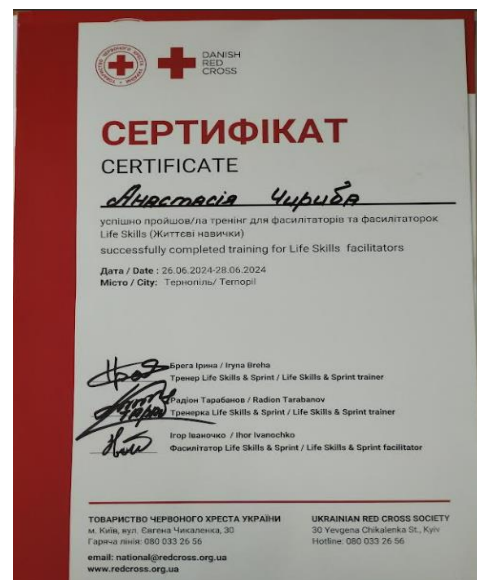 DANISH
RED
CROSS
СЕРТИФІКАТ
CERTIFICATE
Анастасія Чириба
успішно пройшов/ла тренінг для фасилітаторів та фасилітаторок
Life Skills (Життєві навички)
successfully completed training for Life Skills facilitators
Дата / Date : 26.06.2024-28.06.2024
Місто / City: Тернопіль/ Ternopil
Брега Ірина / Iryna Breha
Тренер Life Skills & Sprint / Life Skills & Sprint trainer
Радіон Тарабанов / Radion Tarabanov
Тренерка Life Skills & Sprint / Life Skills & Sprint trainer
Ігор Іваночко / Ihor Ivanochko
Фасилітатор Life Skills & Sprint / Life Skills & Sprint facilitator
ТОВАРИСТВО ЧЕРВОНОГО ХРЕСТА УКРАЇНИ
м. Київ, вул. Євгена Чикаленка, 30
Гаряча лінія: 080 033 26 56
email: national@redcross.org.ua
www.redcross.org.ua
UKRAINIAN RED CROSS SOCIETY
30 Yevgena Chikalenka St., Kyiv
Hotline: 080 033 26 56